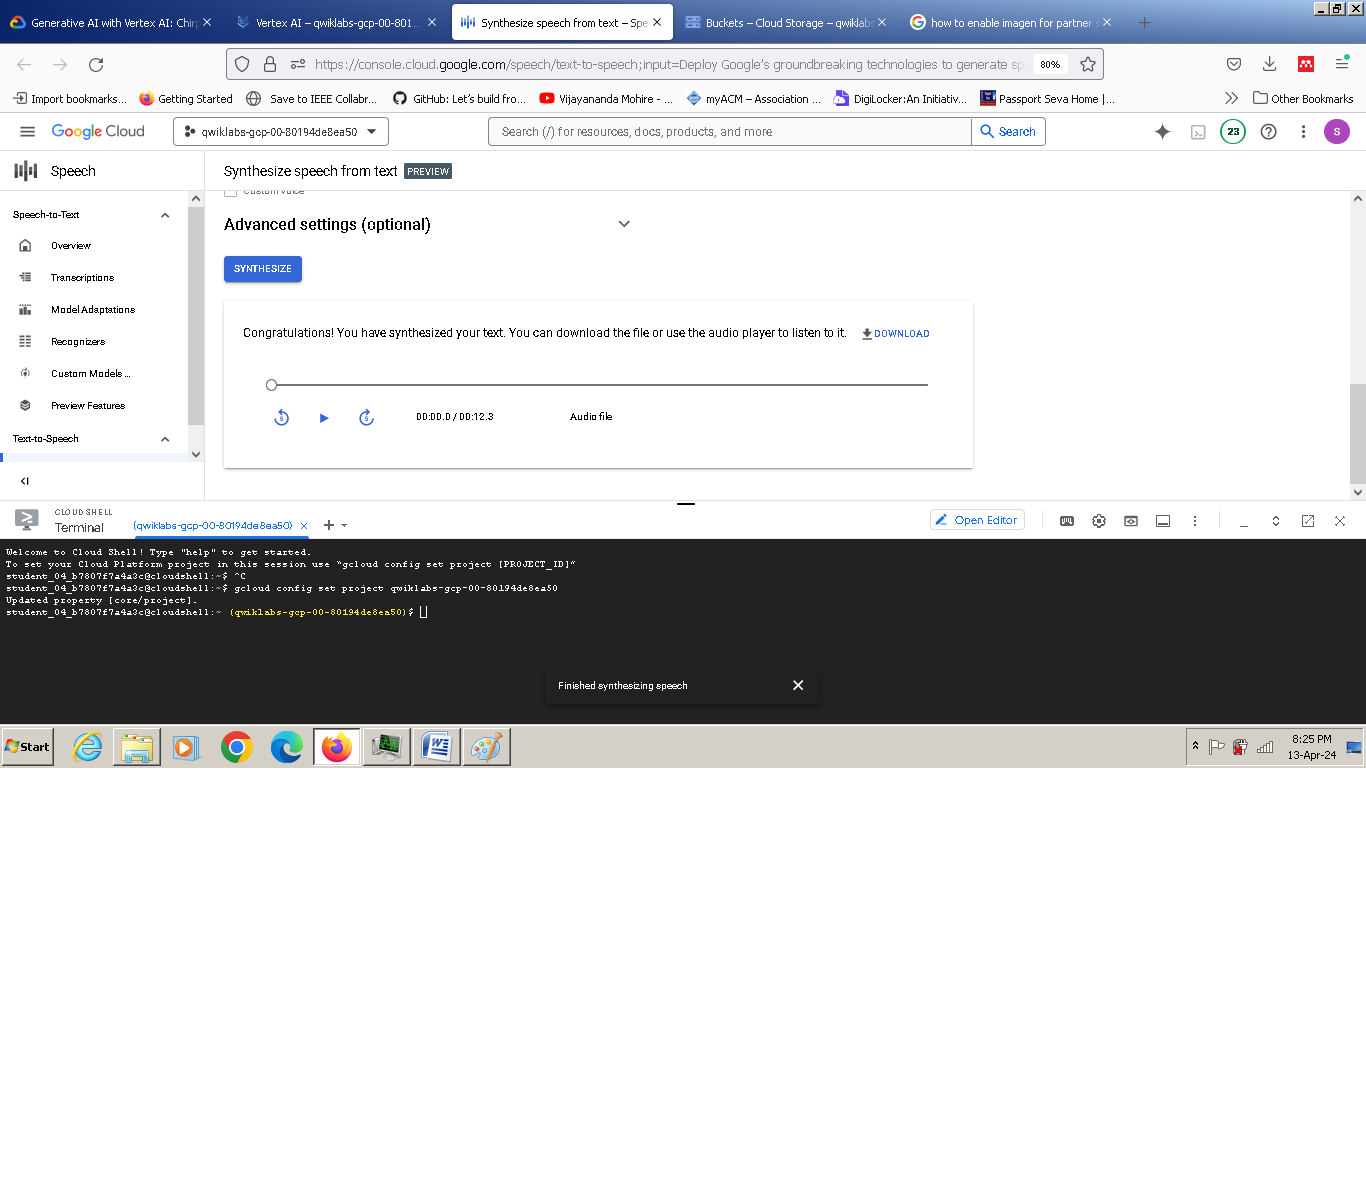 Generative AI with Vertex AI: Chirp
Vertex AI – qwiklabs-gcp-00-801...
Synthesize speech from text – Spee
Buckets – Cloud Storage – qwiklabs
how to enable imagen for partner s
https://console.cloud.google.com/speech/text-to-speech;input=Deploy Google's groundbreaking technologies to generate sp
80%
Import bookmarks...
Getting Started
Save to IEEE Collabr...
GitHub: Let's build fro...
Vijayananda Mohire - ...
myACM – Association ...
DigiLocker:An Initiativ...
Passport Seva Home |...
Other Bookmarks
Google Cloud
qwiklabs-gcp-00-80194de8ea50
Search (/) for resources, docs, products, and more
Search
23
S
Speech
Synthesize speech from text PREVIEW
Custom voice
Speech-to-Text
Overview
Transcriptions
Model Adaptations
Recognizers
Custom Models ...
Preview Features
Text-to-Speech
Advanced settings (optional)
SYNTHESIZE
Congratulations! You have synthesized your text. You can download the file or use the audio player to listen to it.
DOWNLOAD
5
5
00:00.0 / 00:12.3
Audio file
CLOUD SHELL
Terminal
(qwiklabs-gcp-00-80194de8ea50)
Open Editor
Welcome to Cloud Shell! Type "help" to get started.
To set your Cloud Platform project in this session use "gcloud config set project [PROJECT_ID]"
student_04_b7807f7a4a3c@cloudshell:~$ ^C
student_04_b7807f7a4a3c@cloudshell:~$ gcloud config set project qwiklabs-gcp-00-80194de8ea50
Updated property [core/project].
student_04_b7807f7a4a3c@cloudshell:~ (qwiklabs-gcp-00-80194de8ea50)$
Finished synthesizing speech
Start
8:25 PM
13-Apr-24